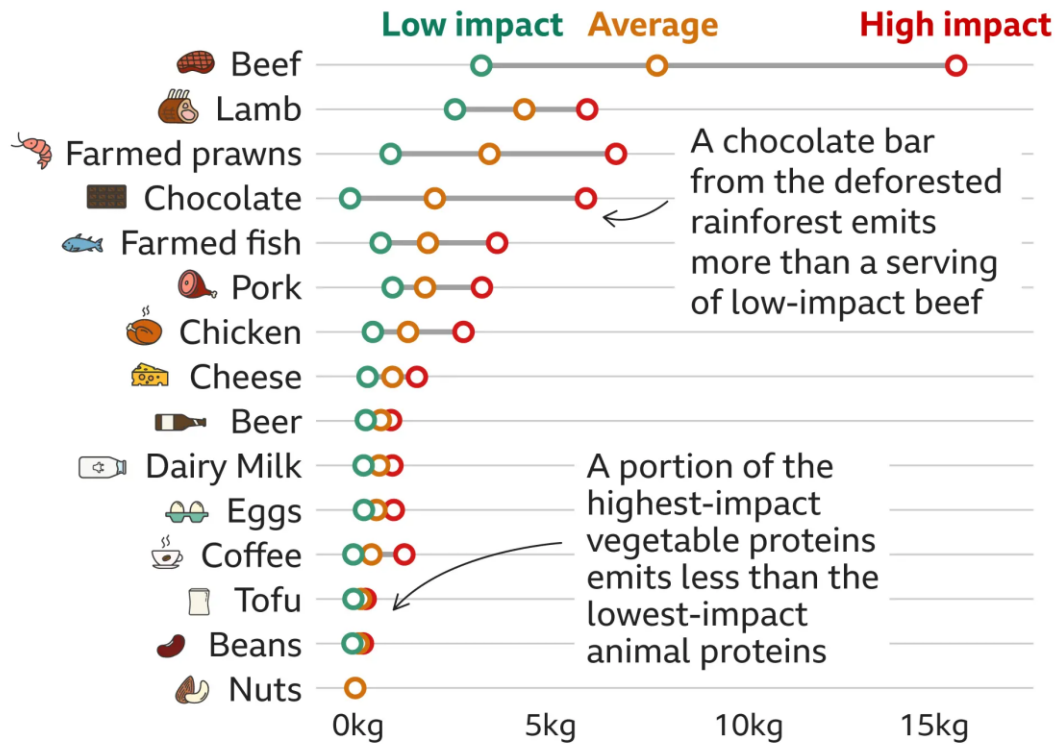 Low impact Average High impact
Beef
Lamb
Farmed prawns
Chocolate
Farmed fish
Pork
Chicken
Cheese
Beer
Dairy Milk
Eggs
Coffee
Tofu
Beans
Nuts
A chocolate bar
from the deforested
rainforest emits
more than a serving
of low-impact beef
A portion of the
highest-impact
vegetable proteins
emits less than the
lowest-impact
animal proteins
0kg 5kg 10kg 15kg